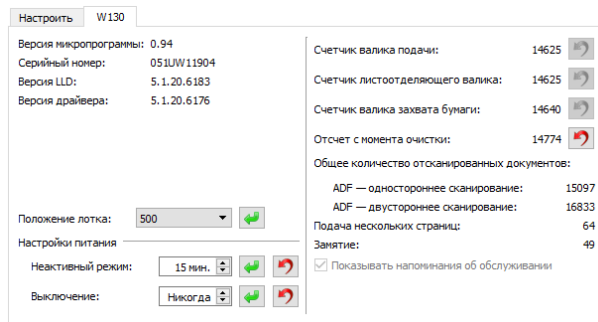 Настроить W130
Версия микропрограммы: 0.94
Серийный номер: 051UW11904
Версия LLD: 5.1.20.6183
Версия драйвера: 5.1.20.6176
Положение лотка: 500
Настройки питания
Неактивный режим: 15 мин.
Выключение: Никогда
Счетчик валика подачи: 14625
Счетчик листоотделяющего валика: 14625
Счетчик валика захвата бумаги: 14640
Отсчет с момента очистки: 14774
Общее количество отсканированных документов:
ADF — одностороннее сканирование: 15097
ADF — двустороннее сканирование: 16833
Подача нескольких страниц: 64
Замятие: 49
Показывать напоминания об обслуживании